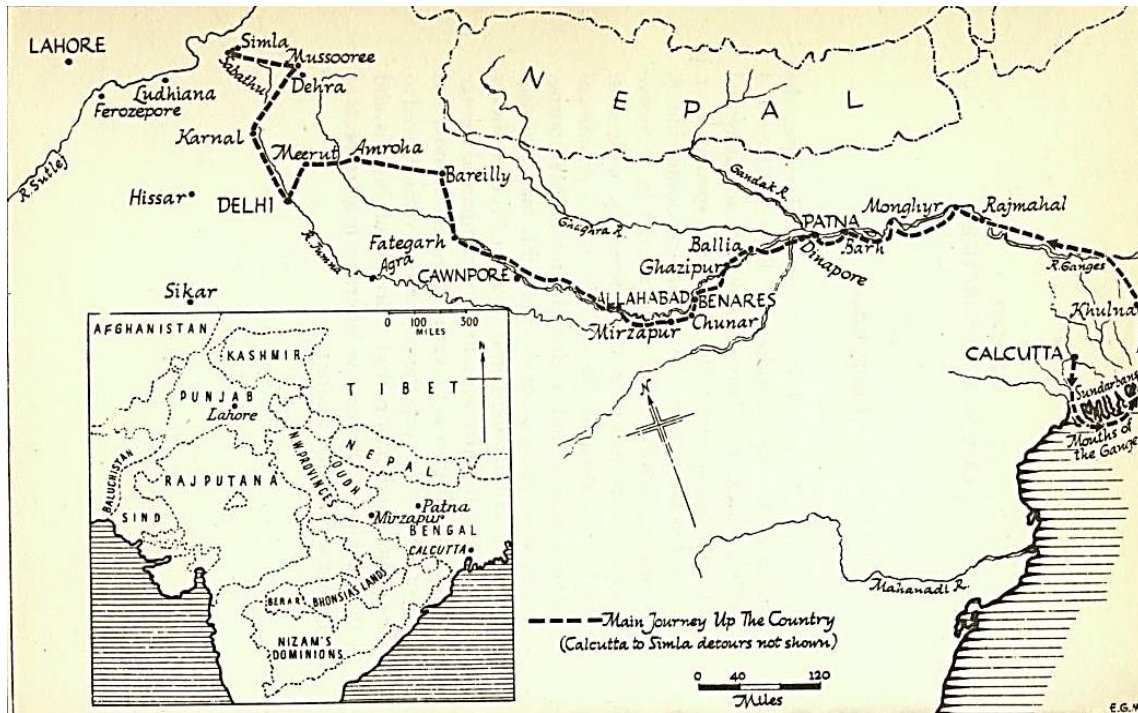 LAHORE
Simla
Sabathu
Mussooree
Dehra
Ludhiana
Ferozepore
Karnal
R. Sutlej
Hissar
DELHI
Meerut
Amroha
Bareilly
NEPAL
Gandak R.
Ghagara R.
Fategarh
Agra
R. Jumna
CAWNPORE
Sikar
ALLAHABAD
Mirzapur
Chunar
BENARES
Ghazipur
Ballia
Dinapore
PATNA
Barh
Monghyr
Rajmahal
R. Ganges
Khulna
CALCUTTA
Sundarbans
Mouths of
the Ganges
N
Mahanadi R.
Main Journey Up The Country
(Calcutta to Simla detours not shown)
0 40 80 120
Miles
AFGHANISTAN
0 100 300
MILES
N
KASHMIR
TIBET
PUNJAB
Lahore
BALUCHISTAN
RAJPUTANA
N.W. PROVINCES
OUDH
NEPAL
SIND
Patna
Mirzapur
BENGAL
CALCUTTA
BERAR
BHONSLAS LANDS
NIZAM'S
DOMINIONS